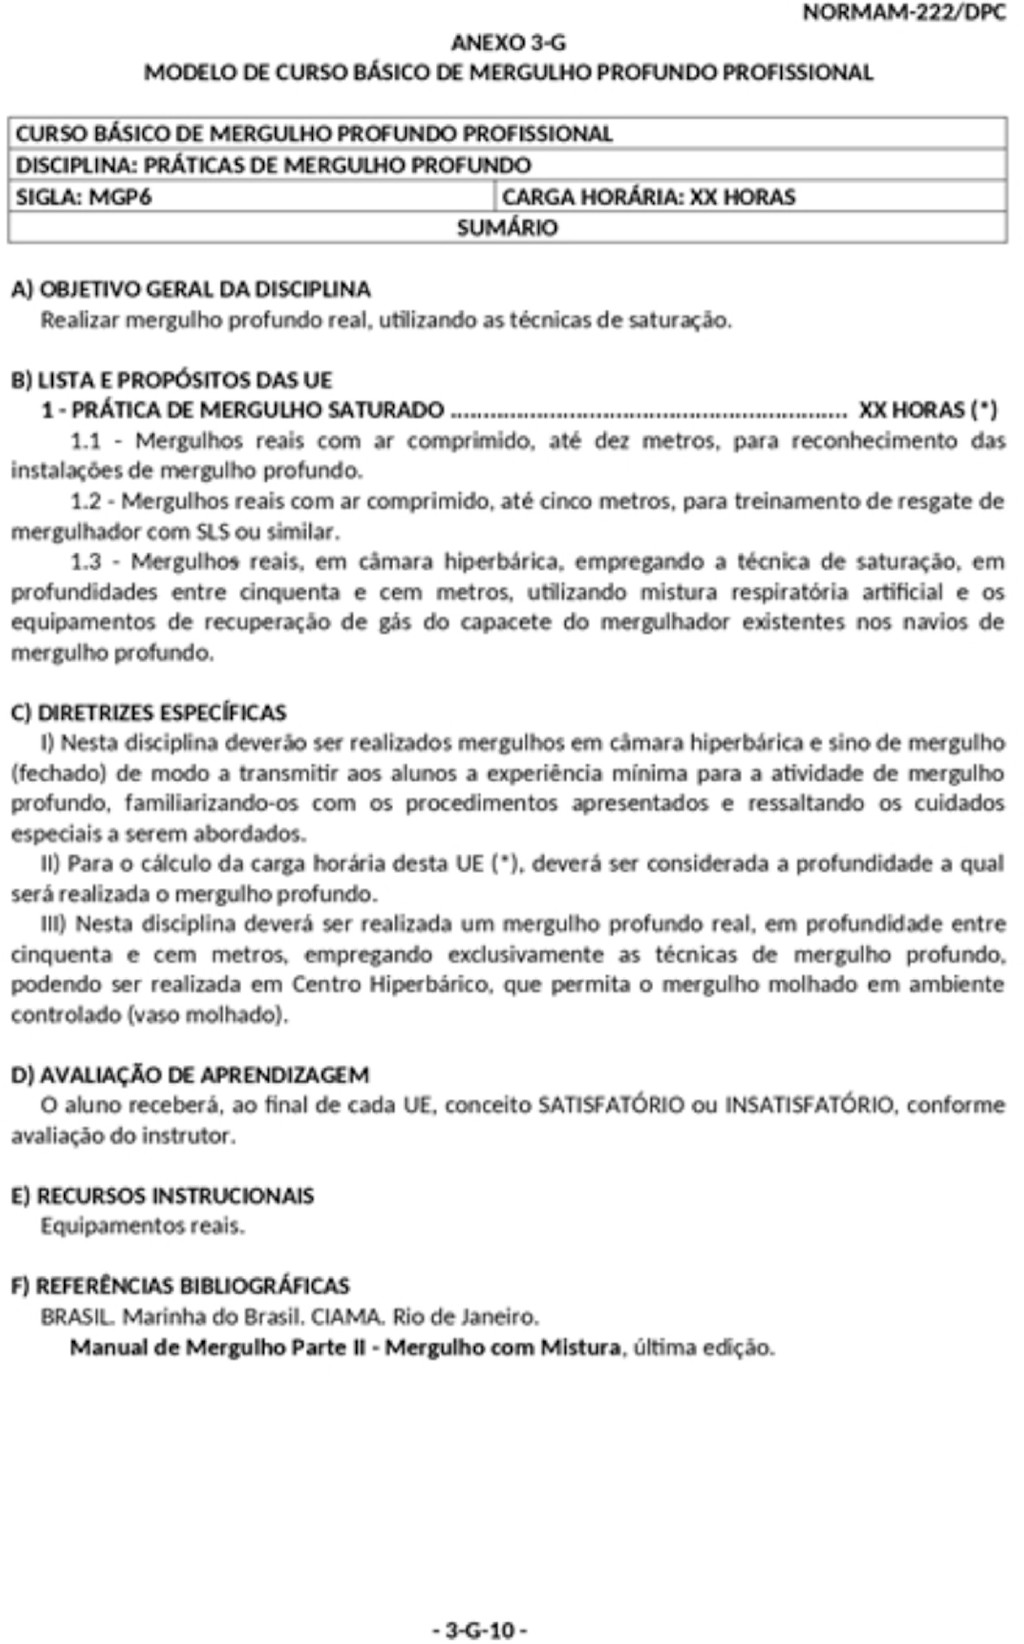 NORMAM-222/DPC
ANEXO 3-G
MODELO DE CURSO BÁSICO DE MERGULHO PROFUNDO PROFISSIONAL
CURSO BÁSICO DE MERGULHO PROFUNDO PROFISSIONAL
DISCIPLINA: PRÁTICAS DE MERGULHO PROFUNDO
SIGLA: MGP6 CARGA HORÁRIA: XX HORAS
SUMÁRIO
A) OBJETIVO GERAL DA DISCIPLINA
Realizar mergulho profundo real, utilizando as técnicas de saturação.
B) LISTA E PROPÓSITOS DAS UE
1 - PRÁTICA DE MERGULHO SATURADO ............................................................. XX HORAS (*)
1.1 - Mergulhos reais com ar comprimido, até dez metros, para reconhecimento das
instalações de mergulho profundo.
1.2 - Mergulhos reais com ar comprimido, até cinco metros, para treinamento de resgate de
mergulhador com SLS ou similar.
1.3 - Mergulhos reais, em câmara hiperbárica, empregando a técnica de saturação, em
profundidades entre cinquenta e cem metros, utilizando mistura respiratória artificial e os
equipamentos de recuperação de gás do capacete do mergulhador existentes nos navios de
mergulho profundo.
C) DIRETRIZES ESPECÍFICAS
I) Nesta disciplina deverão ser realizados mergulhos em câmara hiperbárica e sino de mergulho
(fechado) de modo a transmitir aos alunos a experiência mínima para a atividade de mergulho
profundo, familiarizando-os com os procedimentos apresentados e ressaltando os cuidados
especiais a serem abordados.
II) Para o cálculo da carga horária desta UE (*), deverá ser considerada a profundidade a qual
será realizada o mergulho profundo.
III) Nesta disciplina deverá ser realizada um mergulho profundo real, em profundidade entre
cinquenta e cem metros, empregando exclusivamente as técnicas de mergulho profundo,
podendo ser realizada em Centro Hiperbárico, que permita o mergulho molhado em ambiente
controlado (vaso molhado).
D) AVALIAÇÃO DE APRENDIZAGEM
O aluno receberá, ao final de cada UE, conceito SATISFATÓRIO ou INSATISFATÓRIO, conforme
avaliação do instrutor.
E) RECURSOS INSTRUCIONAIS
Equipamentos reais.
F) REFERÊNCIAS BIBLIOGRÁFICAS
BRASIL. Marinha do Brasil. CIAMA. Rio de Janeiro.
Manual de Mergulho Parte II - Mergulho com Mistura, última edição.
- 3-G-10 -